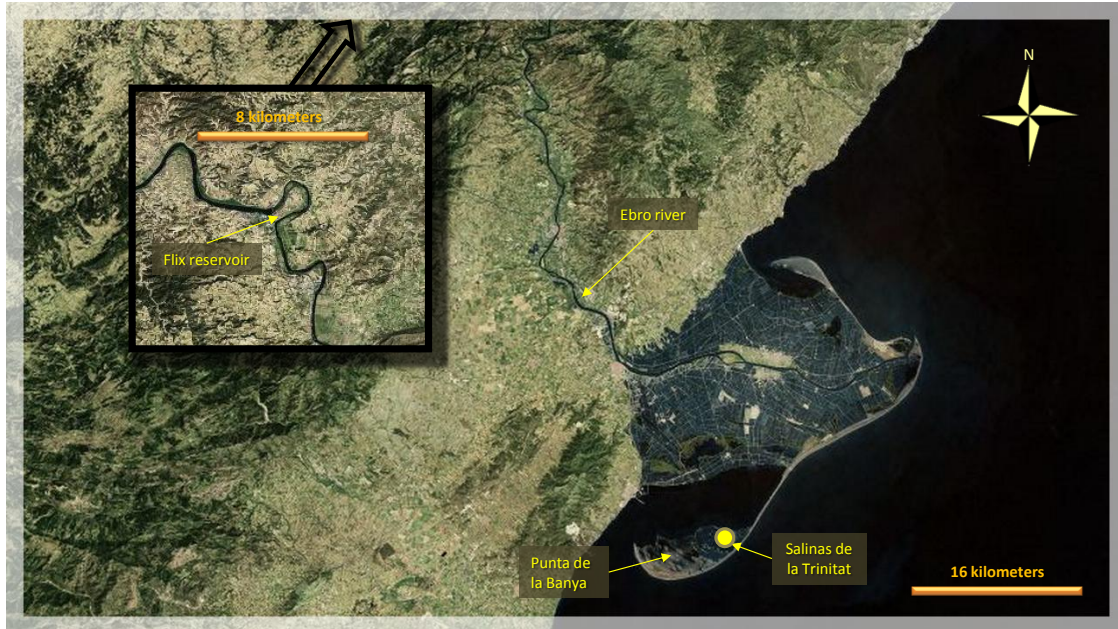 N
8 kilometers
Ebro river
Flix reservoir
Punta de
la Banya
Salinas de
la Trinitat
16 kilometers